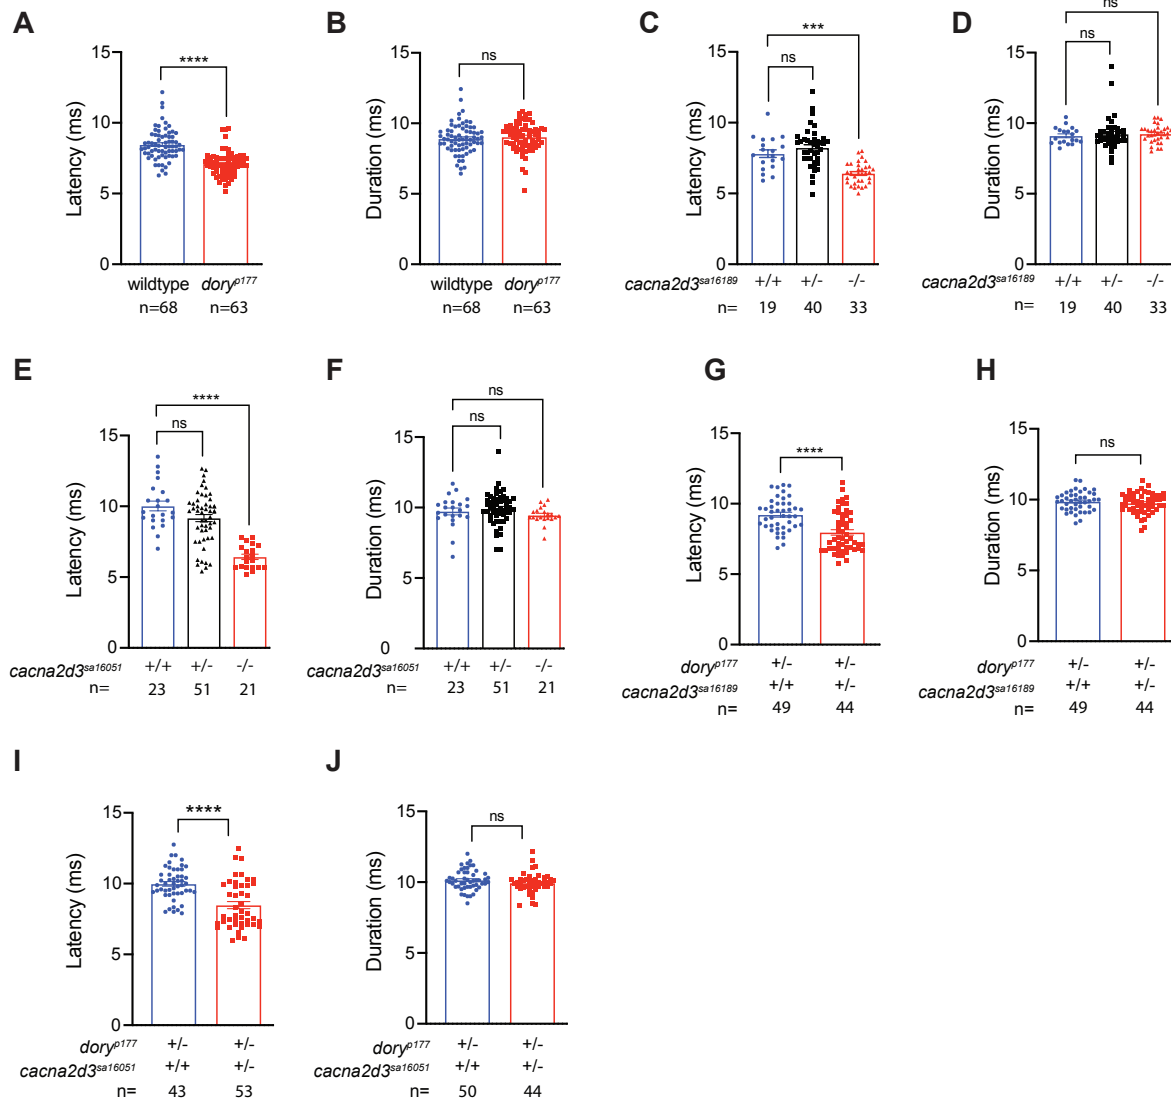 A
B
C
D
ns
ns
****
ns
***
ns
15
10
5
0
Latency (ms)
wildtype
dory^p177
n=68
n=63
15
10
5
0
Duration (ms)
wildtype
dory^p177
n=68
n=63
15
10
5
0
Latency (ms)
cacna2d3^sa16189 +/+ +/- -/-
n= 19 40 33
15
10
5
0
Duration (ms)
cacna2d3^sa16189 +/+ +/- -/-
n= 19 40 33
E
F
G
H
****
ns
15
10
5
0
Latency (ms)
cacna2d3^sa16051 +/+ +/- -/-
n= 23 51 21
ns
ns
15
10
5
0
Duration (ms)
cacna2d3^sa16051 +/+ +/- -/-
n= 23 51 21
****
15
10
5
0
Latency (ms)
dory^p177 +/- +/-
cacna2d3^sa16189 +/+ +/-
n= 49 44
ns
15
10
5
0
Duration (ms)
dory^p177 +/- +/-
cacna2d3^sa16189 +/+ +/-
n= 49 44
I
J
****
15
10
5
0
Latency (ms)
dory^p177 +/- +/-
cacna2d3^sa16051 +/+ +/-
n= 43 53
ns
15
10
5
0
Duration (ms)
dory^p177 +/- +/-
cacna2d3^sa16051 +/+ +/-
n= 50 44